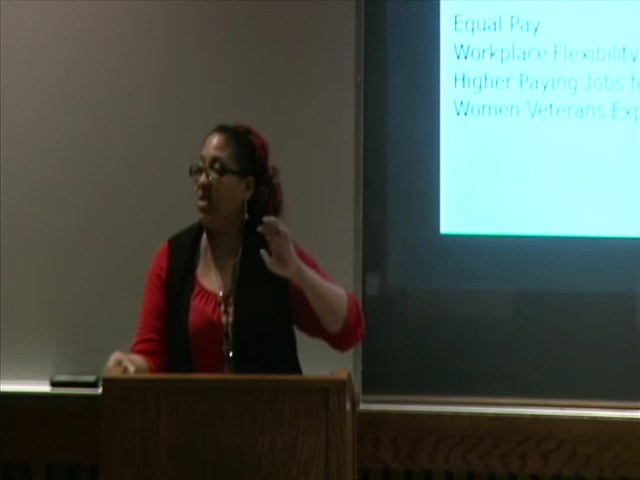 Equal Pay
Workplace Flexibility
Higher Paying Jobs
Women Veterans